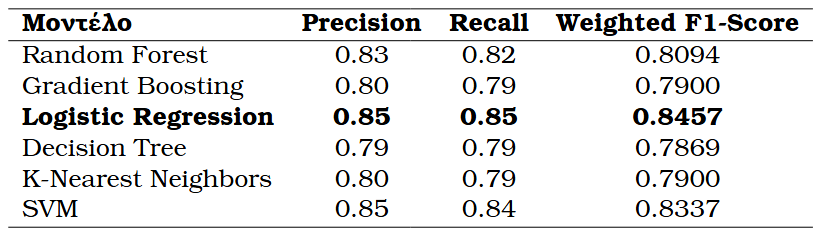 Μοντέλο Precision Recall Weighted F1-Score
Random Forest 0.83 0.82 0.8094
Gradient Boosting 0.80 0.79 0.7900
Logistic Regression 0.85 0.85 0.8457
Decision Tree 0.79 0.79 0.7869
K-Nearest Neighbors 0.80 0.79 0.7900
SVM 0.85 0.84 0.8337